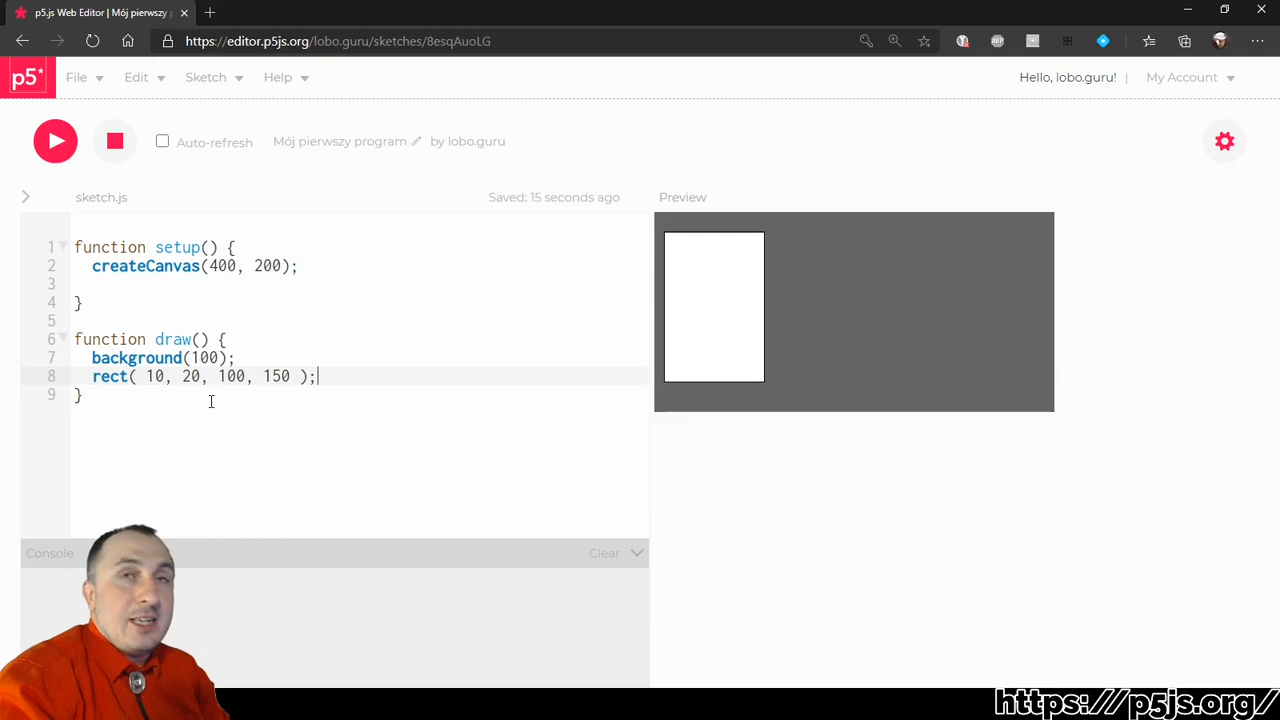 p5.js Web Editor | Mój pierwszy p
https://editor.p5js.org/lobo.guru/sketches/8esqAuoLG
ABP
p5*
File Edit Sketch Help
Hello, lobo.guru! | My Account
Auto-refresh
Mój pierwszy program by lobo.guru
sketch.js
Saved: 15 seconds ago
Preview
1 function setup() {
2 createCanvas(400, 200);
3
4 }
5
6 function draw() {
7 background(100);
8 rect( 10, 20, 100, 150 );
9 }
Console
Clear
https://p5js.org/